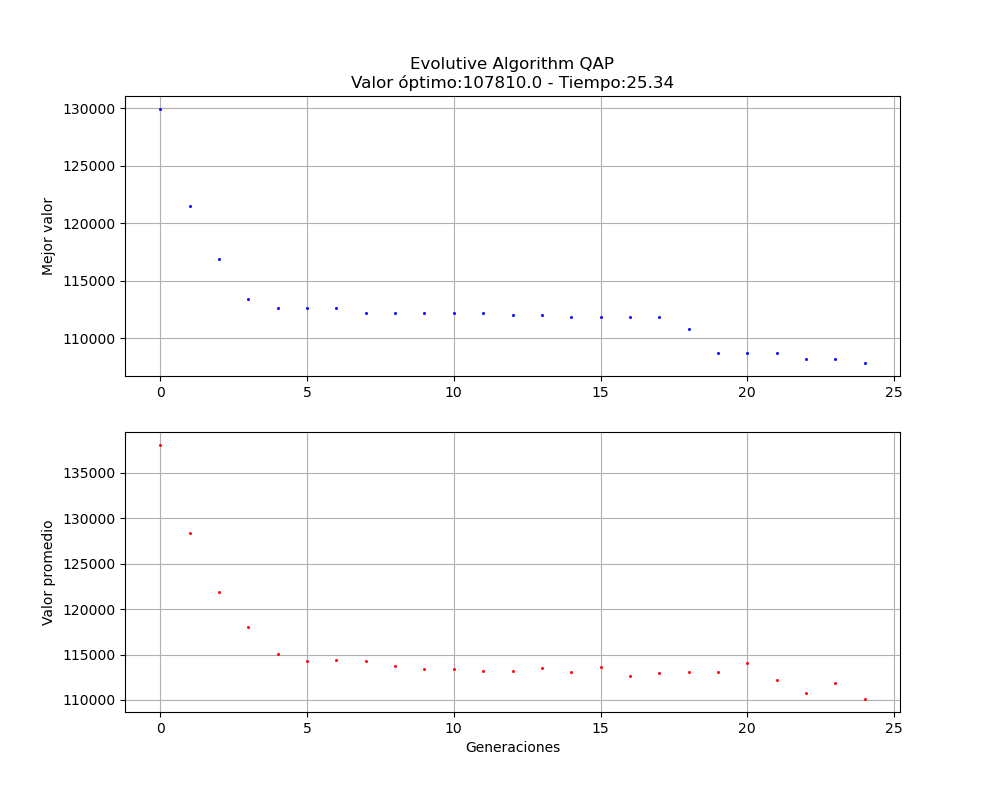 Evolutive Algorithm QAP
Valor óptimo:107810.0 - Tiempo:25.34
Mejor valor
130000
125000
120000
115000
110000
0 5 10 15 20 25
Valor promedio
135000
130000
125000
120000
115000
110000
0 5 10 15 20 25
Generaciones